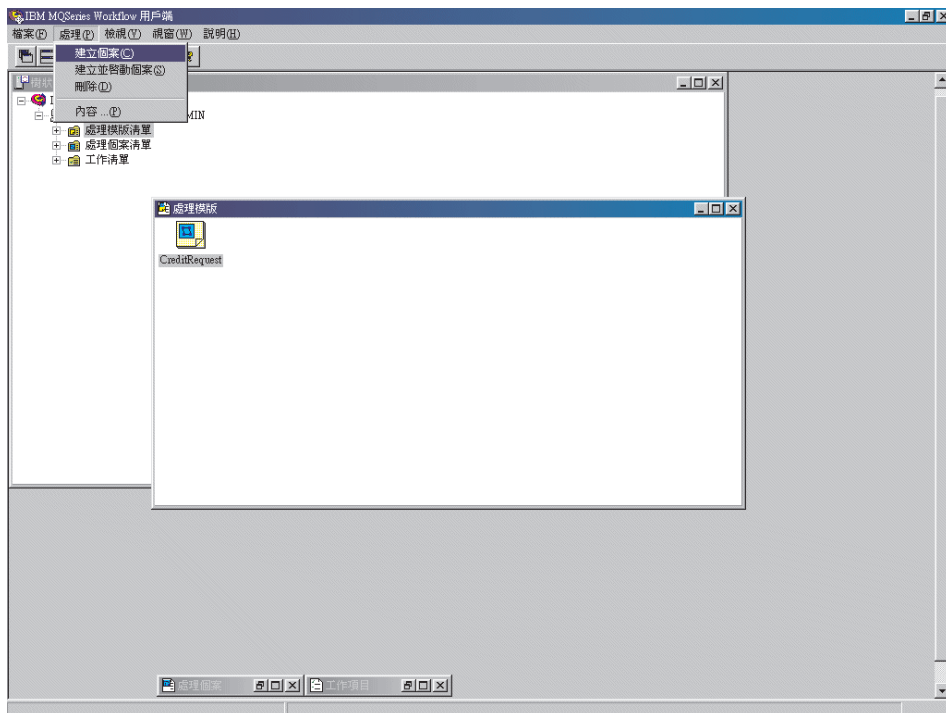 IBM MQSeries Workflow 用戶端
檔案(F) 處理(P) 檢視(V) 視窗(W) 說明(H)
建立個案(C)
建立並啓動個案(S)
刪除(D)
內容 ...(P)
樹狀
I
MIN
處理模版清單
處理個案清單
工作清單
處理模版
CreditRequest
處理個案
工作項目